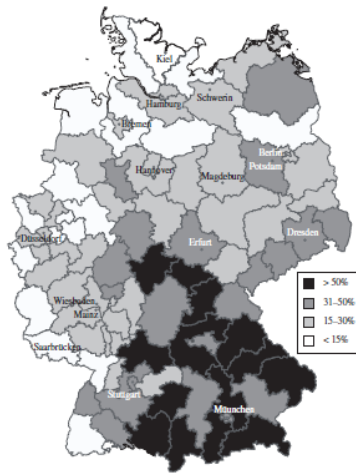 Kiel
Schwerin
Hamburg
Bremen
Berlin
Hannover
Potsdam
Magdeburg
Düsseldorf
Erfurt
Dresden
> 50%
31–50%
15–30%
< 15%
Wiesbaden
Mainz
Saarbrücken
Stuttgart
Müunchen